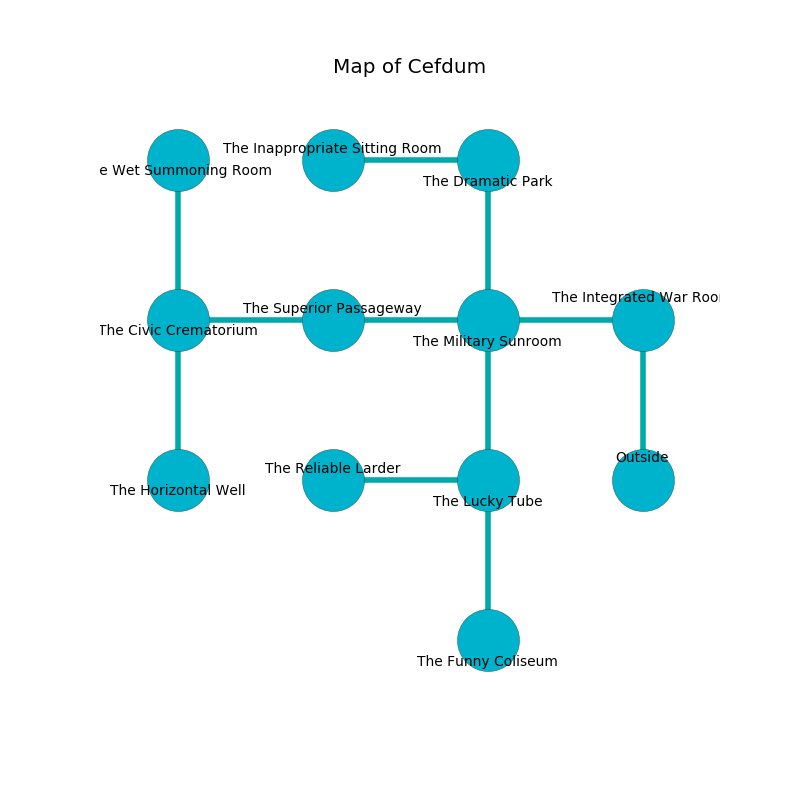 Map of Cefdum
The Inappropriate Sitting Room
e Wet Summoning Room
The Dramatic Park
The Integrated War Roo
The Superior Passageway
The Civic Crematorium
The Military Sunroom
Outside
The Reliable Larder
The Horizontal Well
The Lucky Tube
The Funny Coliseum